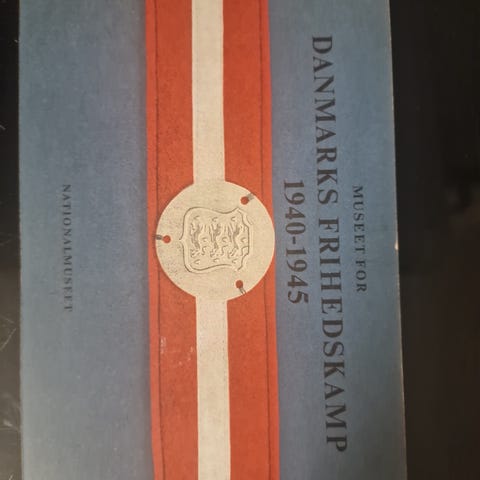 MUSEET FOR
DANMARKS FRIHEDSKAMP
1940-1945
NATIONALMUSEET